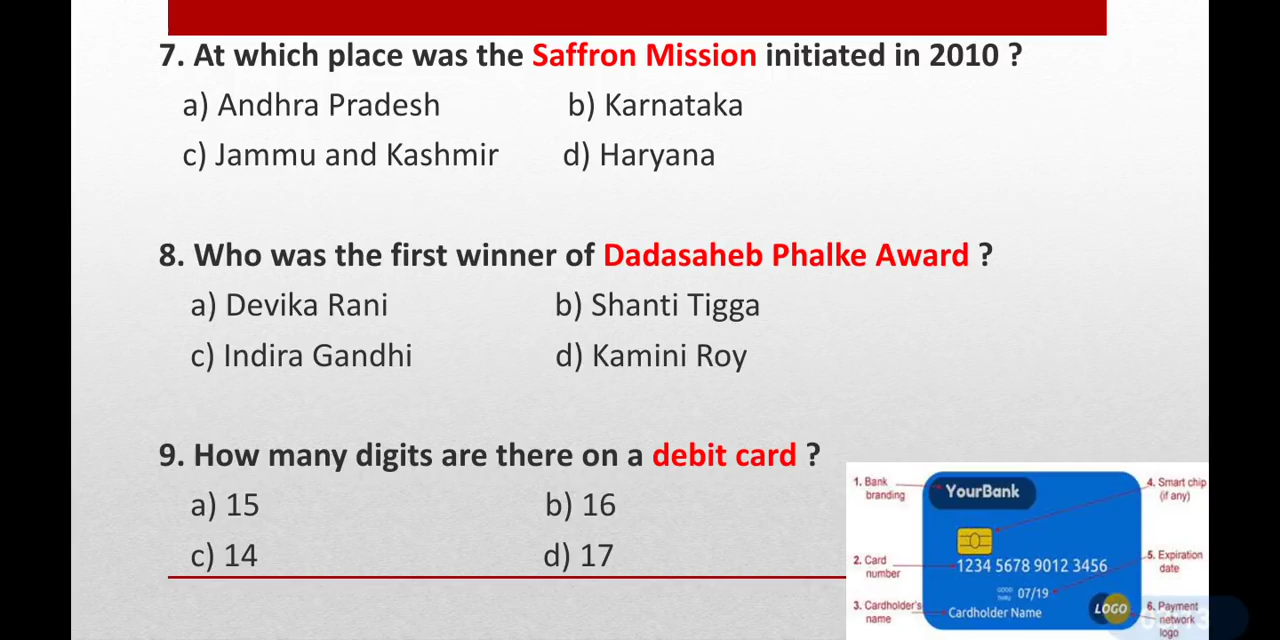 7. At which place was the Saffron Mission initiated in 2010 ?
a) Andhra Pradesh b) Karnataka
c) Jammu and Kashmir d) Haryana
8. Who was the first winner of Dadasaheb Phalke Award ?
a) Devika Rani b) Shanti Tigga
c) Indira Gandhi d) Kamini Roy
9. How many digits are there on a debit card ?
a) 15 b) 16
c) 14 d) 17
1. Bank
branding
YourBank
4. Smart chip
(if any)
2. Card
number
1234 5678 9012 3456
5. Expiration
date
07/19
3. Cardholder's
name
Cardholder Name
LOGO
6. Payment
network
logo